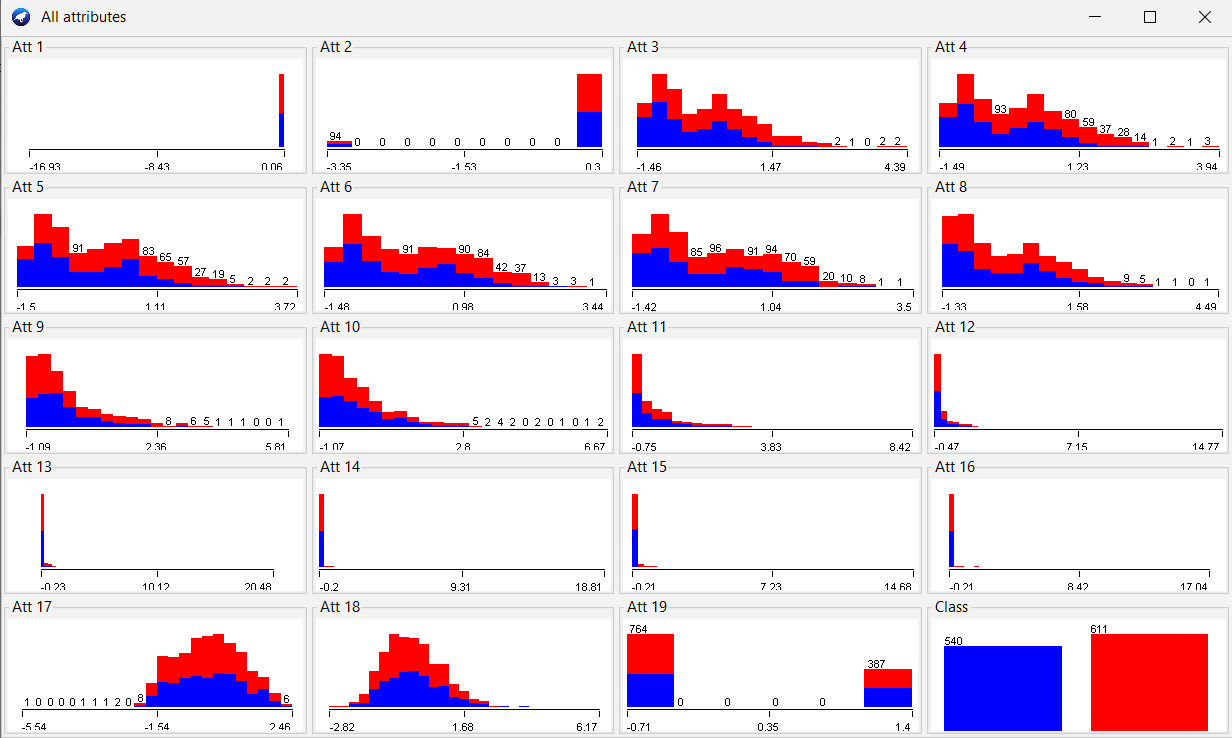 All attributes
Att 1
-16.93 -8.43 0.06
Att 2
94 0 0 0 0 0 0 0 0 0
-3.35 -1.53 0.3
Att 3
2 1 0 2 2
-1.46 1.47 4.39
Att 4
93 80 59 37 28 14 1 2 1 3
-1.49 1.23 3.94
Att 5
91 83 65 57 27 19 5 2 2 2
-1.5 1.11 3.72
Att 6
91 90 84 42 37 13 3 3 1
-1.48 0.98 3.44
Att 7
85 96 91 94 70 59 20 10 8 1 1
-1.42 1.04 3.5
Att 8
9 5 1 1 0 1
-1.33 1.58 4.49
Att 9
8 6 5 1 1 1 0 0 1
-1.09 2.36 5.81
Att 10
5 2 4 2 0 2 0 1 0 1 2
-1.07 2.8 6.67
Att 11
-0.75 3.83 8.42
Att 12
-0.47 7.15 14.77
Att 13
-0.23 10.12 20.48
Att 14
-0.2 9.31 18.81
Att 15
-0.21 7.23 14.68
Att 16
-0.21 8.42 17.04
Att 17
1 0 0 0 0 1 1 1 2 0 8 6
-5.54 -1.54 2.46
Att 18
-2.82 1.68 6.17
Att 19
764 0 0 0 0 387
-0.71 0.35 1.4
Class
540 611